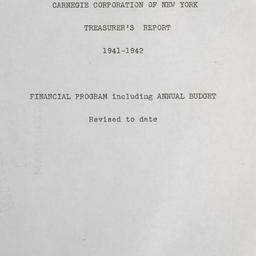 CARNEGIE CORPORATION OF NEW YORK
TREASURER'S REPORT
1941-1942
FINANCIAL PROGRAM including ANNUAL BUDGET
Revised to date